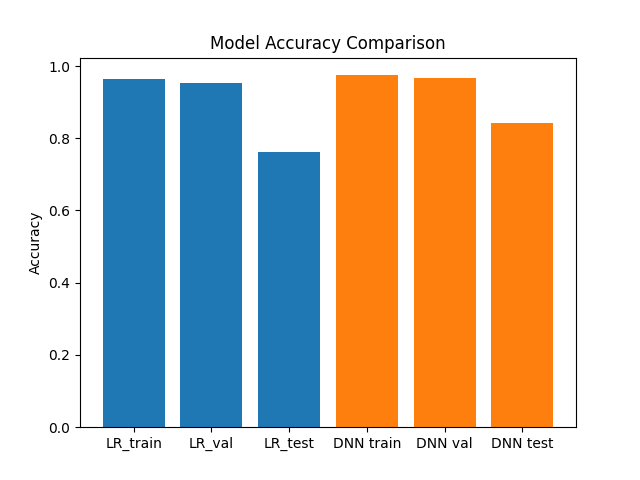 Model Accuracy Comparison
Accuracy
1.0
0.8
0.6
0.4
0.2
0.0
LR_train LR_val LR_test DNN train DNN val DNN test